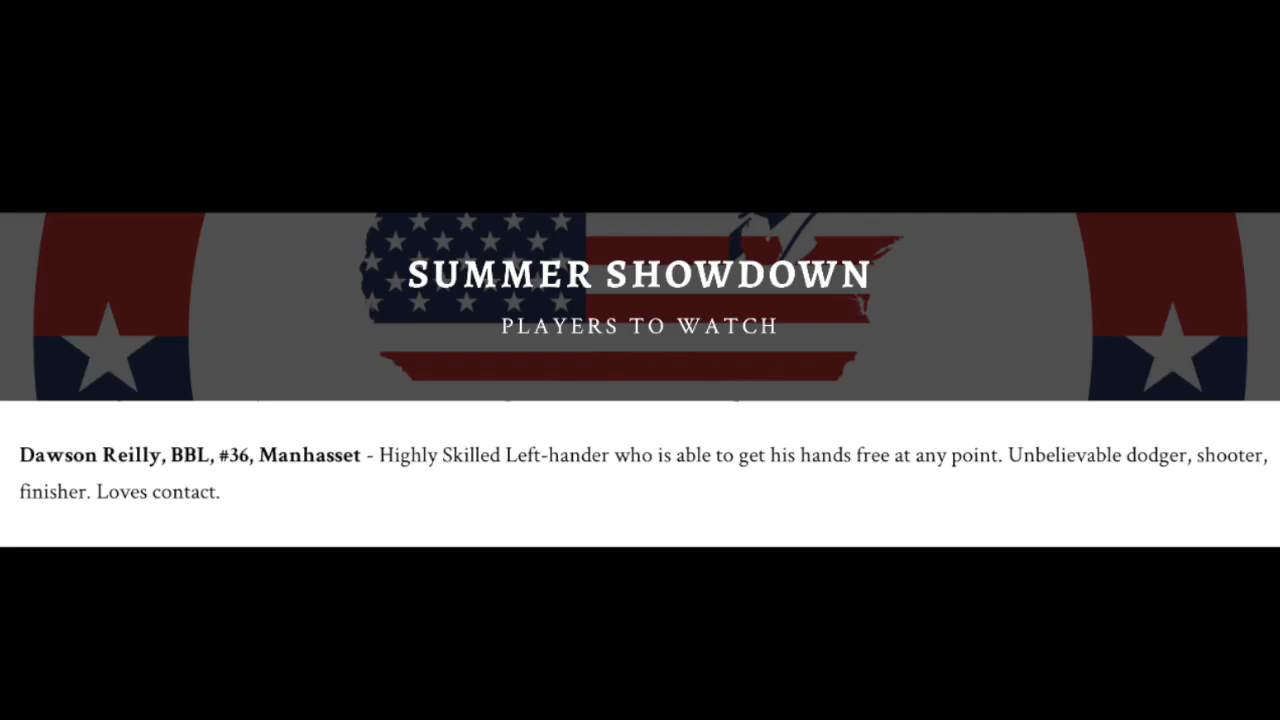 SUMMER SHOWDOWN
PLAYERS TO WATCH
Dawson Reilly, BBL, #36, Manhasset - Highly Skilled Left-hander who is able to get his hands free at any point. Unbelievable dodger, shooter,
finisher. Loves contact.